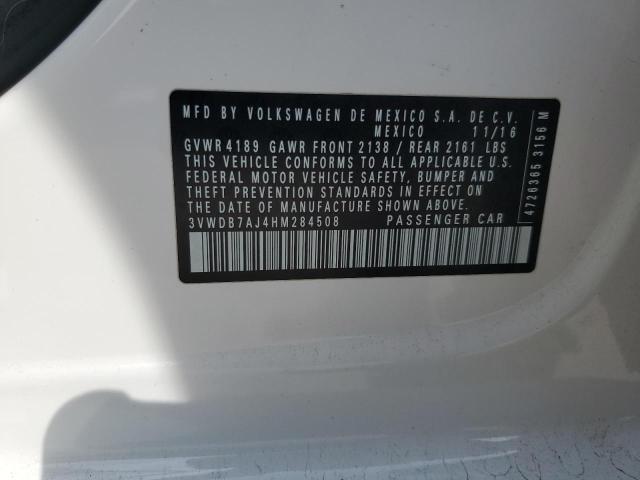 MFD BY VOLKSWAGEN DE MEXICO S.A. DE C.V.
MEXICO 11/16
GVWR 4189 GAWR FRONT 2138 / REAR 2161 LBS
THIS VEHICLE CONFORMS TO ALL APPLICABLE U.S.
FEDERAL MOTOR VEHICLE SAFETY, BUMPER AND
THEFT PREVENTION STANDARDS IN EFFECT ON
THE DATE OF MANUFACTURE SHOWN ABOVE.
3VWDB7AJ4HM284508 PASSENGER CAR
4726365 3156 M